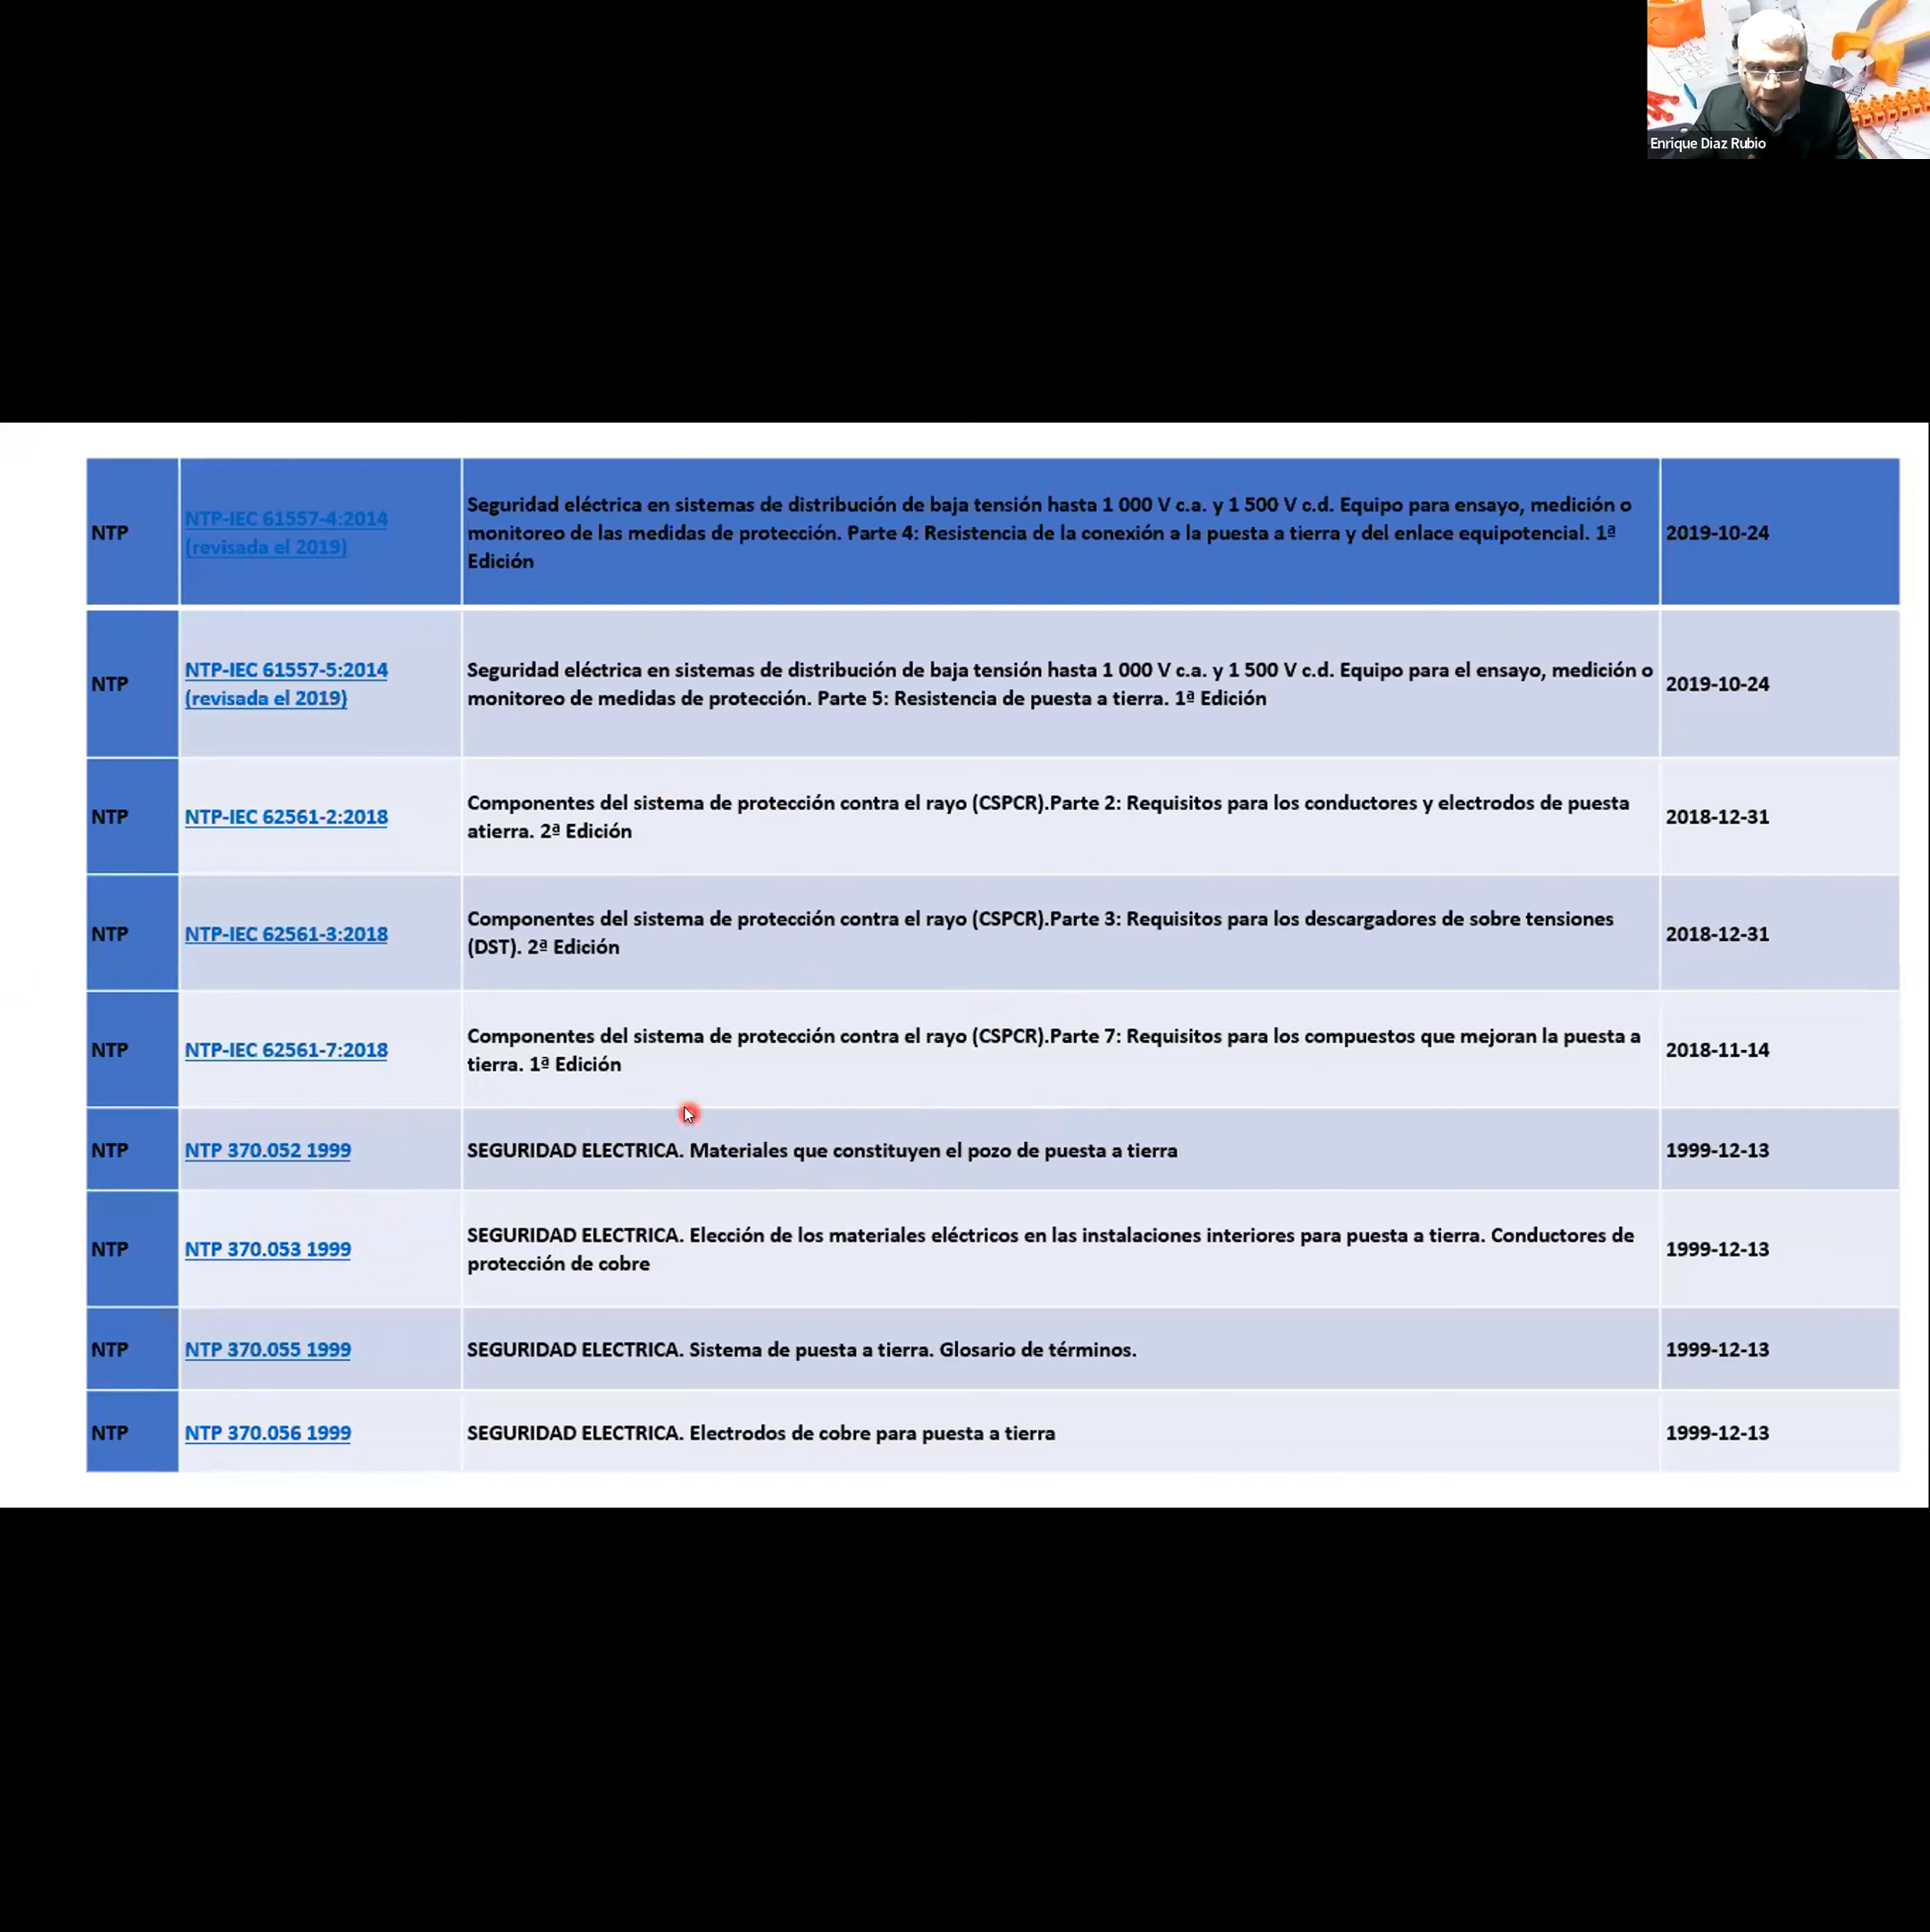 Enrique Diaz Rubio
NTP
NTP-IEC 61557-4:2014
(revisada el 2019)
Seguridad eléctrica en sistemas de distribución de baja tensión hasta 1 000 V c.a. y 1 500 V c.d. Equipo para ensayo, medición o
monitoreo de las medidas de protección. Parte 4: Resistencia de la conexión a la puesta a tierra y del enlace equipotencial. 1ª
Edición
2019-10-24
NTP
NTP-IEC 61557-5:2014
(revisada el 2019)
Seguridad eléctrica en sistemas de distribución de baja tensión hasta 1 000 V c.a. y 1 500 V c.d. Equipo para el ensayo, medición o
monitoreo de medidas de protección. Parte 5: Resistencia de puesta a tierra. 1ª Edición
2019-10-24
NTP
NTP-IEC 62561-2:2018
Componentes del sistema de protección contra el rayo (CSPCR).Parte 2: Requisitos para los conductores y electrodos de puesta
atierra. 2ª Edición
2018-12-31
NTP
NTP-IEC 62561-3:2018
Componentes del sistema de protección contra el rayo (CSPCR).Parte 3: Requisitos para los descargadores de sobre tensiones
(DST). 2ª Edición
2018-12-31
NTP
NTP-IEC 62561-7:2018
Componentes del sistema de protección contra el rayo (CSPCR).Parte 7: Requisitos para los compuestos que mejoran la puesta a
tierra. 1ª Edición
2018-11-14
NTP
NTP 370.052 1999
SEGURIDAD ELECTRICA. Materiales que constituyen el pozo de puesta a tierra
1999-12-13
NTP
NTP 370.053 1999
SEGURIDAD ELECTRICA. Elección de los materiales eléctricos en las instalaciones interiores para puesta a tierra. Conductores de
protección de cobre
1999-12-13
NTP
NTP 370.055 1999
SEGURIDAD ELECTRICA. Sistema de puesta a tierra. Glosario de términos.
1999-12-13
NTP
NTP 370.056 1999
SEGURIDAD ELECTRICA. Electrodos de cobre para puesta a tierra
1999-12-13